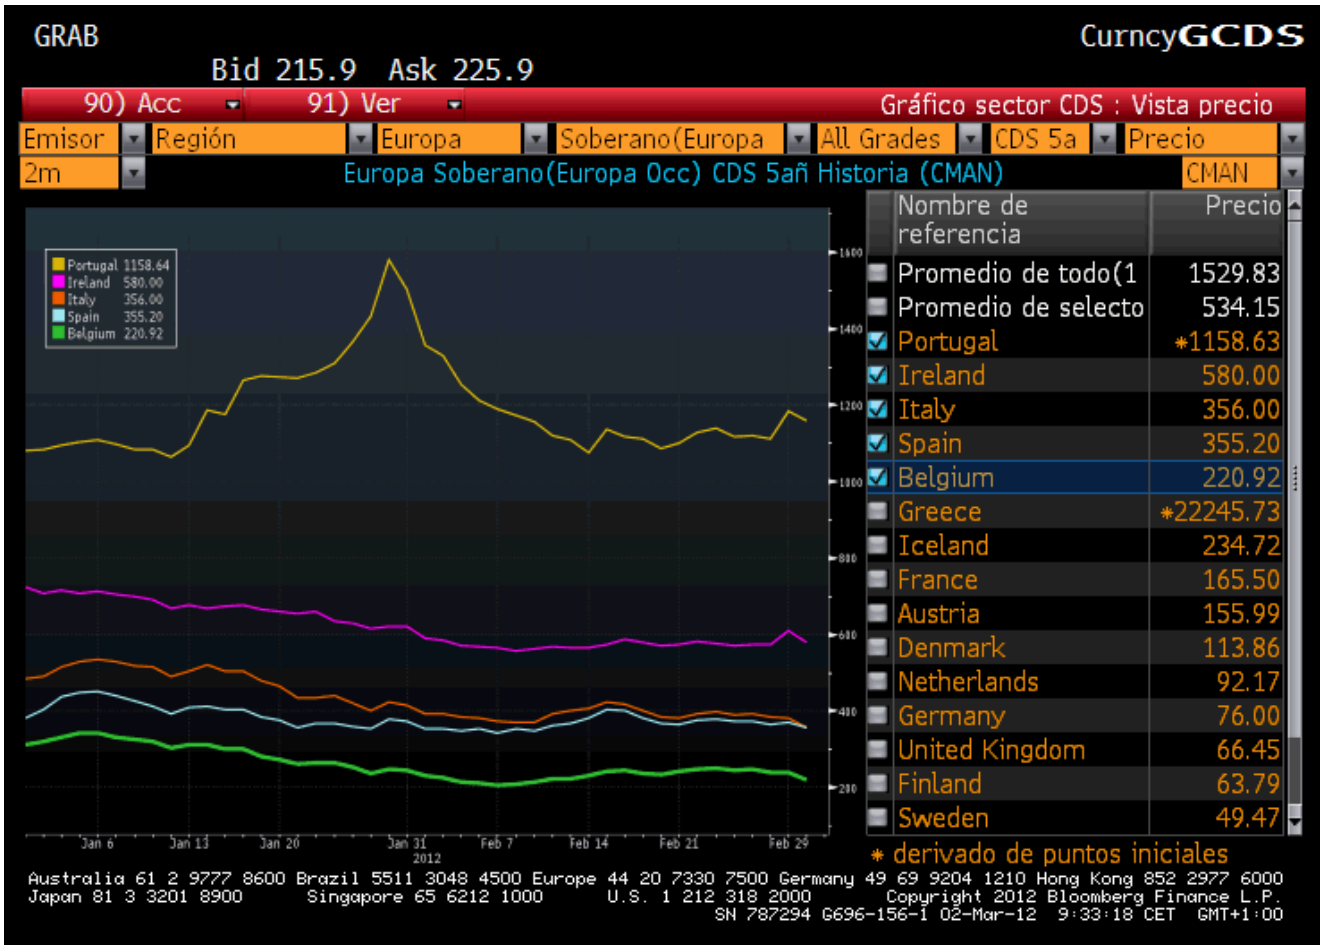 GRAB CurncyGCDS
Bid 215.9 Ask 225.9
90) Acc 91) Ver Gráfico sector CDS : Vista precio
Emisor Región Europa Soberano(Europa All Grades CDS 5a Precio
2m Europa Soberano(Europa Occ) CDS 5añ Historia (CMAN) CMAN
Nombre de referencia Precio
Promedio de todo(1 1529.83
Promedio de selecto 534.15
Portugal *1158.63
Ireland 580.00
Italy 356.00
Spain 355.20
Belgium 220.92
Greece *22245.73
Iceland 234.72
France 165.50
Austria 155.99
Denmark 113.86
Netherlands 92.17
Germany 76.00
United Kingdom 66.45
Finland 63.79
Sweden 49.47
* derivado de puntos iniciales
Portugal 1158.64
Ireland 580.00
Italy 356.00
Spain 355.20
Belgium 220.92
1600
1400
1200
1000
800
600
400
200
Jan 6 Jan 13 Jan 20 Jan 31 Feb 7 Feb 14 Feb 21 Feb 29
2012
Australia 61 2 9777 8600 Brazil 5511 3048 4500 Europe 44 20 7330 7500 Germany 49 69 9204 1210 Hong Kong 852 2977 6000
Japan 81 3 3201 8900 Singapore 65 6212 1000 U.S. 1 212 318 2000 Copyright 2012 Bloomberg Finance L.P.
SN 787294 G696-156-1 02-Mar-12 9:33:18 CET GMT+1:00